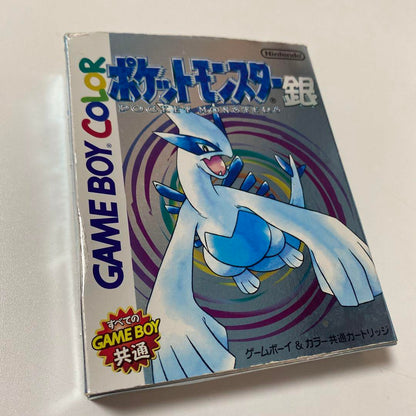 Nintendo
GAME BOY COLOR
ポケットモンスター
銀
POCKET MONSTERS
すべての
GAME BOY
共通
ゲームボーイ & カラー共通カートリッジ